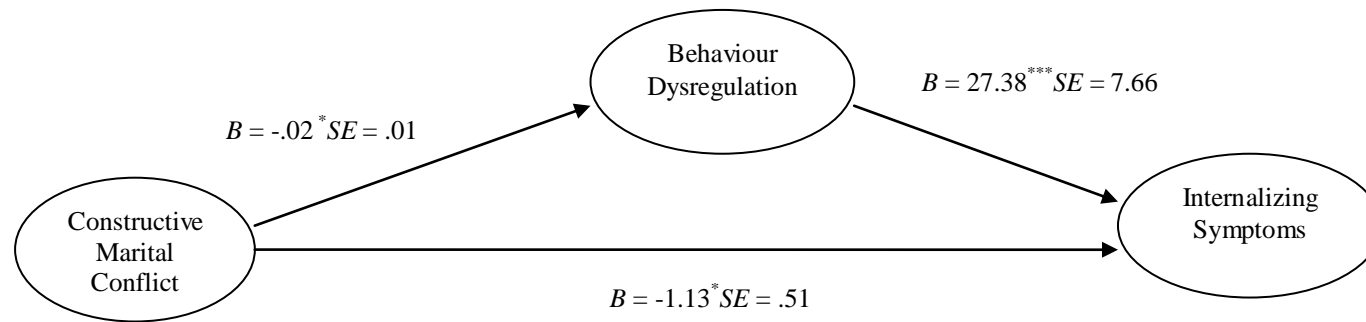 Behaviour
Dysregulation
B = 27.38***SE = 7.66
B = -.02 *SE = .01
Internalizing
Symptoms
Constructive
Marital
Conflict
B = -1.13*SE = .51